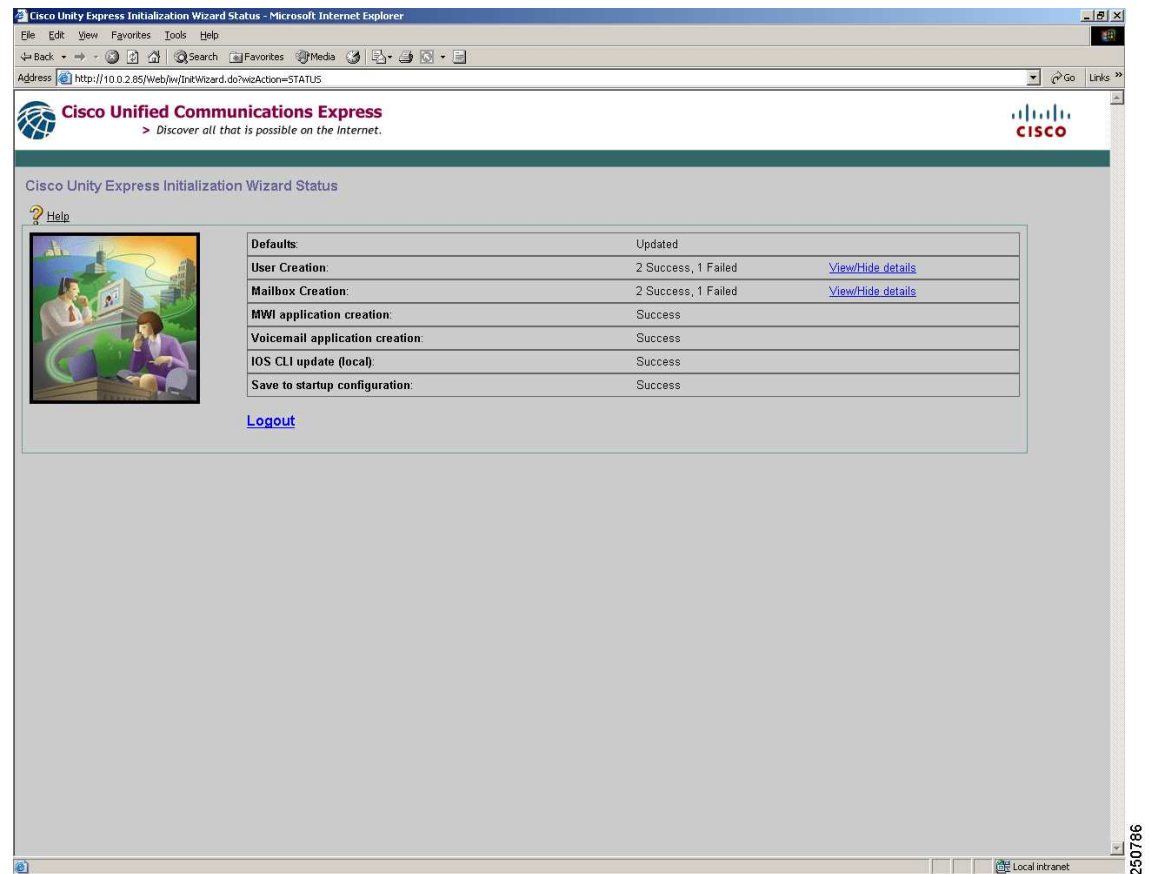 Cisco Unity Express Initialization Wizard Status - Microsoft Internet Explorer
File Edit View Favorites Tools Help
Back Search Favorites Media
Address http://10.0.2.85/Web/iw/InitWizard.do?wizAction=STATUS Go Links »
Cisco Unified Communications Express
> Discover all that is possible on the Internet.
CISCO
Cisco Unity Express Initialization Wizard Status
Help
Defaults: Updated
User Creation: 2 Success, 1 Failed View/Hide details
Mailbox Creation: 2 Success, 1 Failed View/Hide details
MWI application creation: Success
Voicemail application creation: Success
IOS CLI update (local): Success
Save to startup configuration: Success
Logout
Local intranet
250786